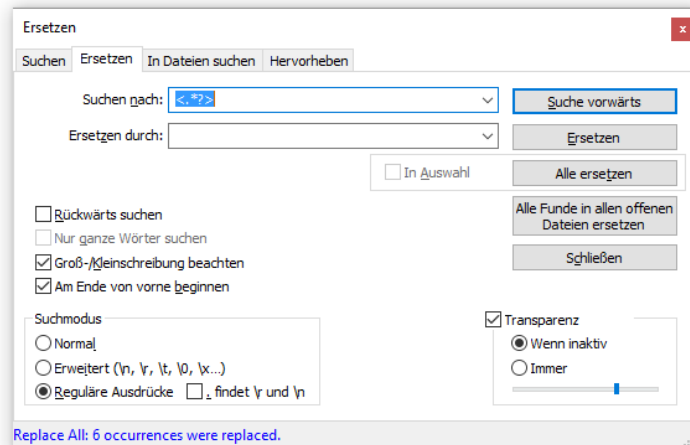 Ersetzen
x
Suchen Ersetzen In Dateien suchen Hervorheben
Suchen nach: <.*?> Suche vorwärts
Ersetzen durch: Ersetzen
In Auswahl Alle ersetzen
Rückwärts suchen
Alle Funde in allen offenen
Dateien ersetzen
Nur ganze Wörter suchen
Groß-/Kleinschreibung beachten Schließen
Am Ende von vorne beginnen
Suchmodus Transparenz
Normal Wenn inaktiv
Erweitert (\n, \r, \t, \0, \x...) Immer
Reguläre Ausdrücke . findet \r und \n
Replace All: 6 occurrences were replaced.